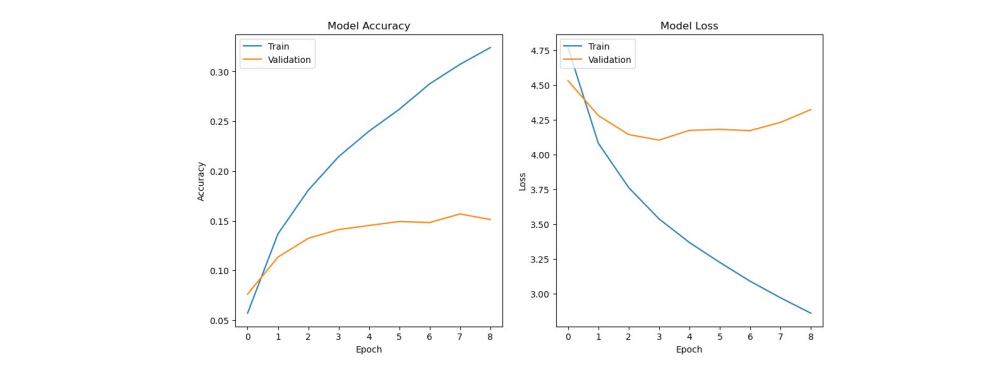 Model Accuracy
Train
Validation
0.30
0.25
0.20
0.15
0.10
0.05
Accuracy
0 1 2 3 4 5 6 7 8
Epoch
Model Loss
Train
Validation
4.75
4.50
4.25
4.00
3.75
3.50
3.25
3.00
Loss
0 1 2 3 4 5 6 7 8
Epoch